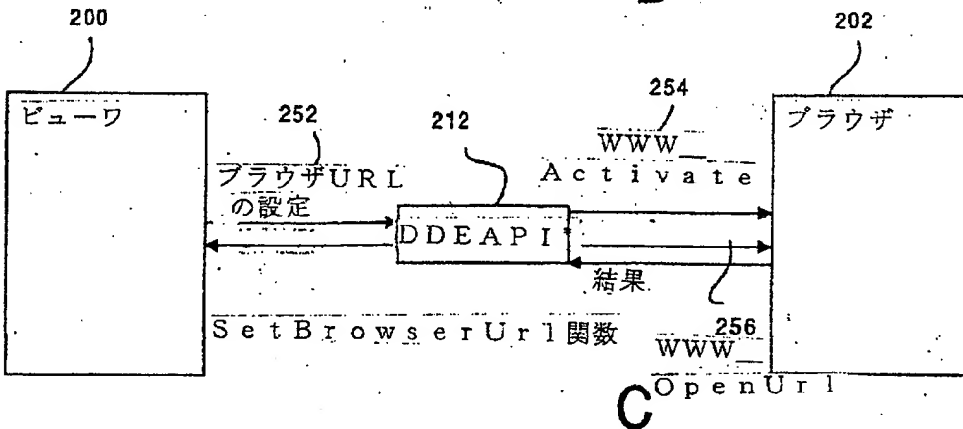 200
202
ビューワ
252
ブラウザURL
の設定
212
DDEAPI
254
WWW_
Activate
ブラウザ
結果
SetBrowserUrl関数
256
WWW_
OpenUrl
C